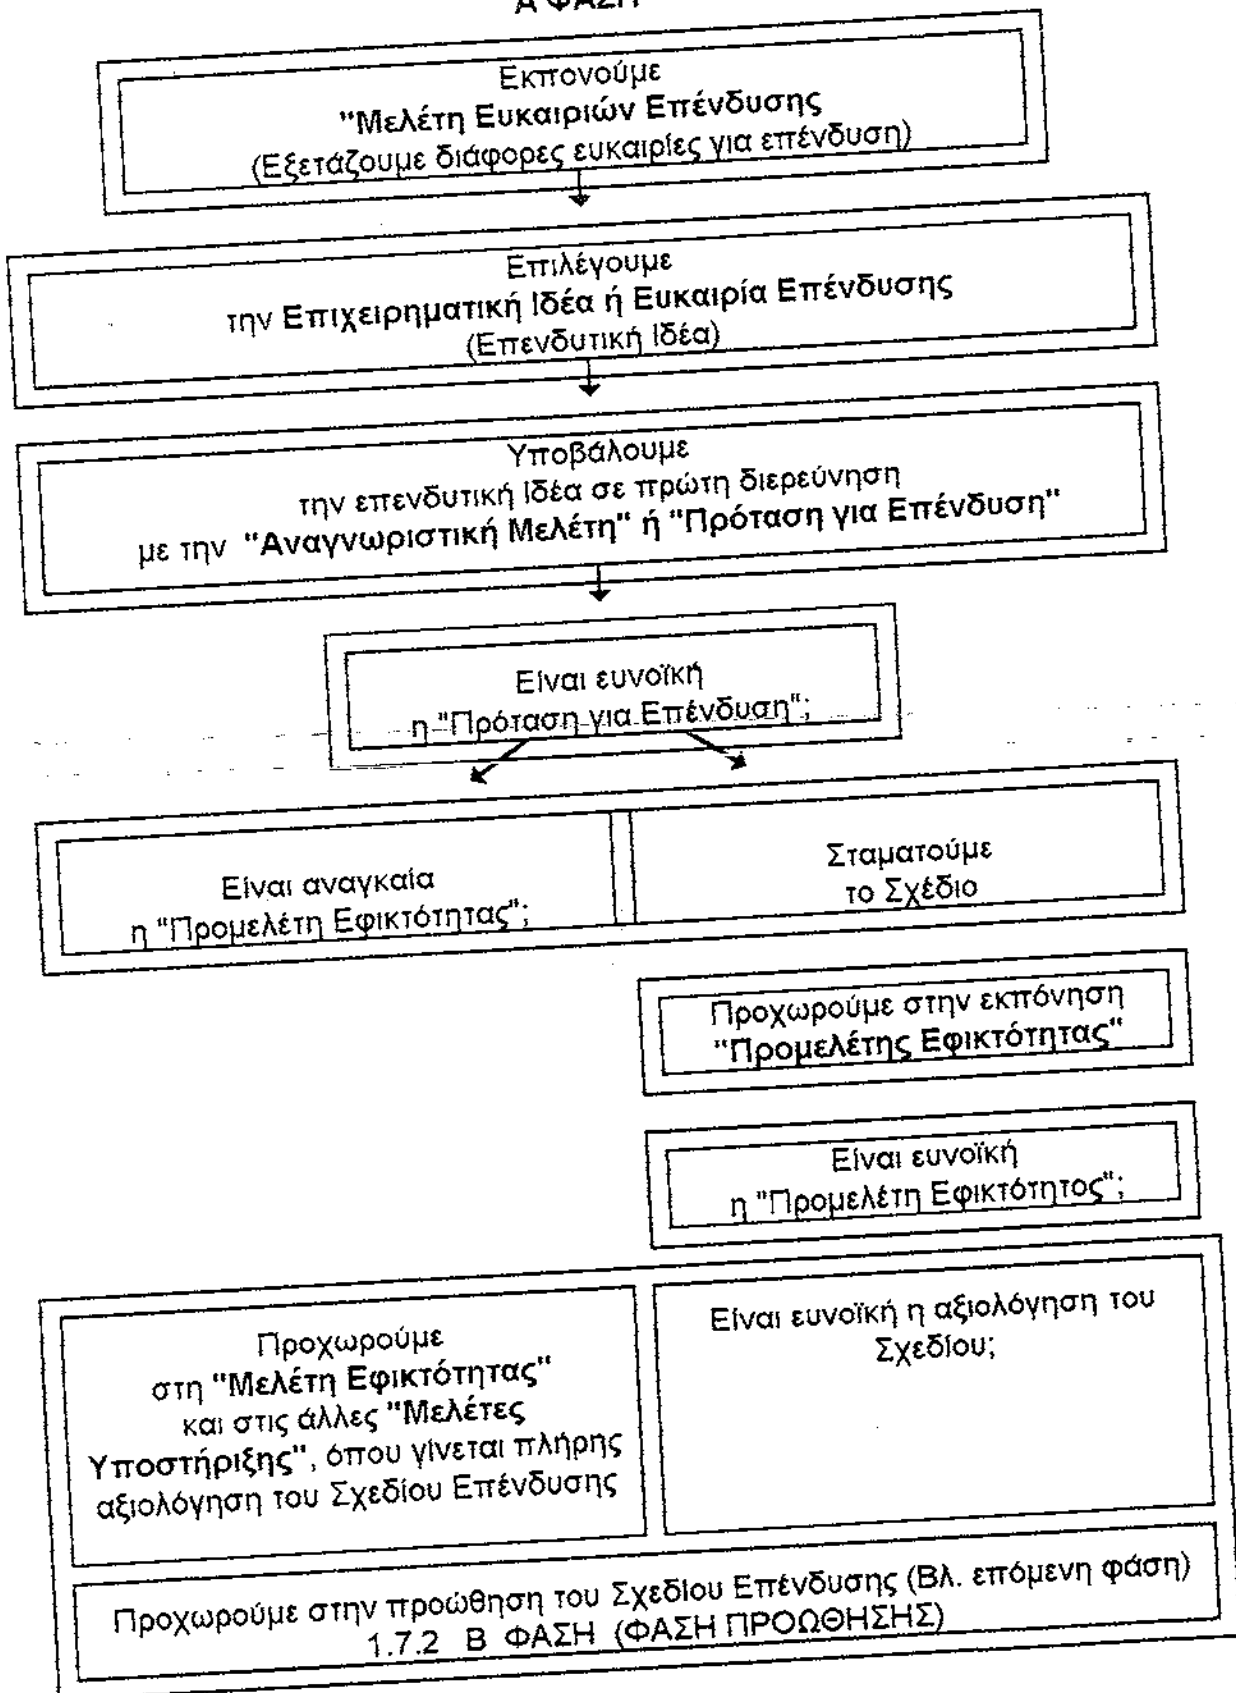 Α ΦΑΣΗ
Εκπονούμε
"Μελέτη Ευκαιριών Επένδυσης
(Εξετάζουμε διάφορες ευκαιρίες για επένδυση)
Επιλέγουμε
την Επιχειρηματική Ιδέα ή Ευκαιρία Επένδυσης
(Επενδυτική Ιδέα)
Υποβάλουμε
την επενδυτική Ιδέα σε πρώτη διερεύνηση
με την "Αναγνωριστική Μελέτη" ή "Πρόταση για Επένδυση"
Είναι ευνοϊκή
η "Πρόταση για Επένδυση";
Είναι αναγκαία
η "Προμελέτη Εφικτότητας";
Σταματούμε
το Σχέδιο
Προχωρούμε στην εκπόνηση
"Προμελέτης Εφικτότητας"
Είναι ευνοϊκή
η "Προμελέτη Εφικτότητος";
Προχωρούμε
στη "Μελέτη Εφικτότητας"
και στις άλλες "Μελέτες
Υποστήριξης", όπου γίνεται πλήρης
αξιολόγηση του Σχεδίου Επένδυσης
Είναι ευνοϊκή η αξιολόγηση του
Σχεδίου;
Προχωρούμε στην προώθηση του Σχεδίου Επένδυσης (Βλ. επόμενη φάση)
1.7.2 Β ΦΑΣΗ (ΦΑΣΗ ΠΡΟΩΘΗΣΗΣ)